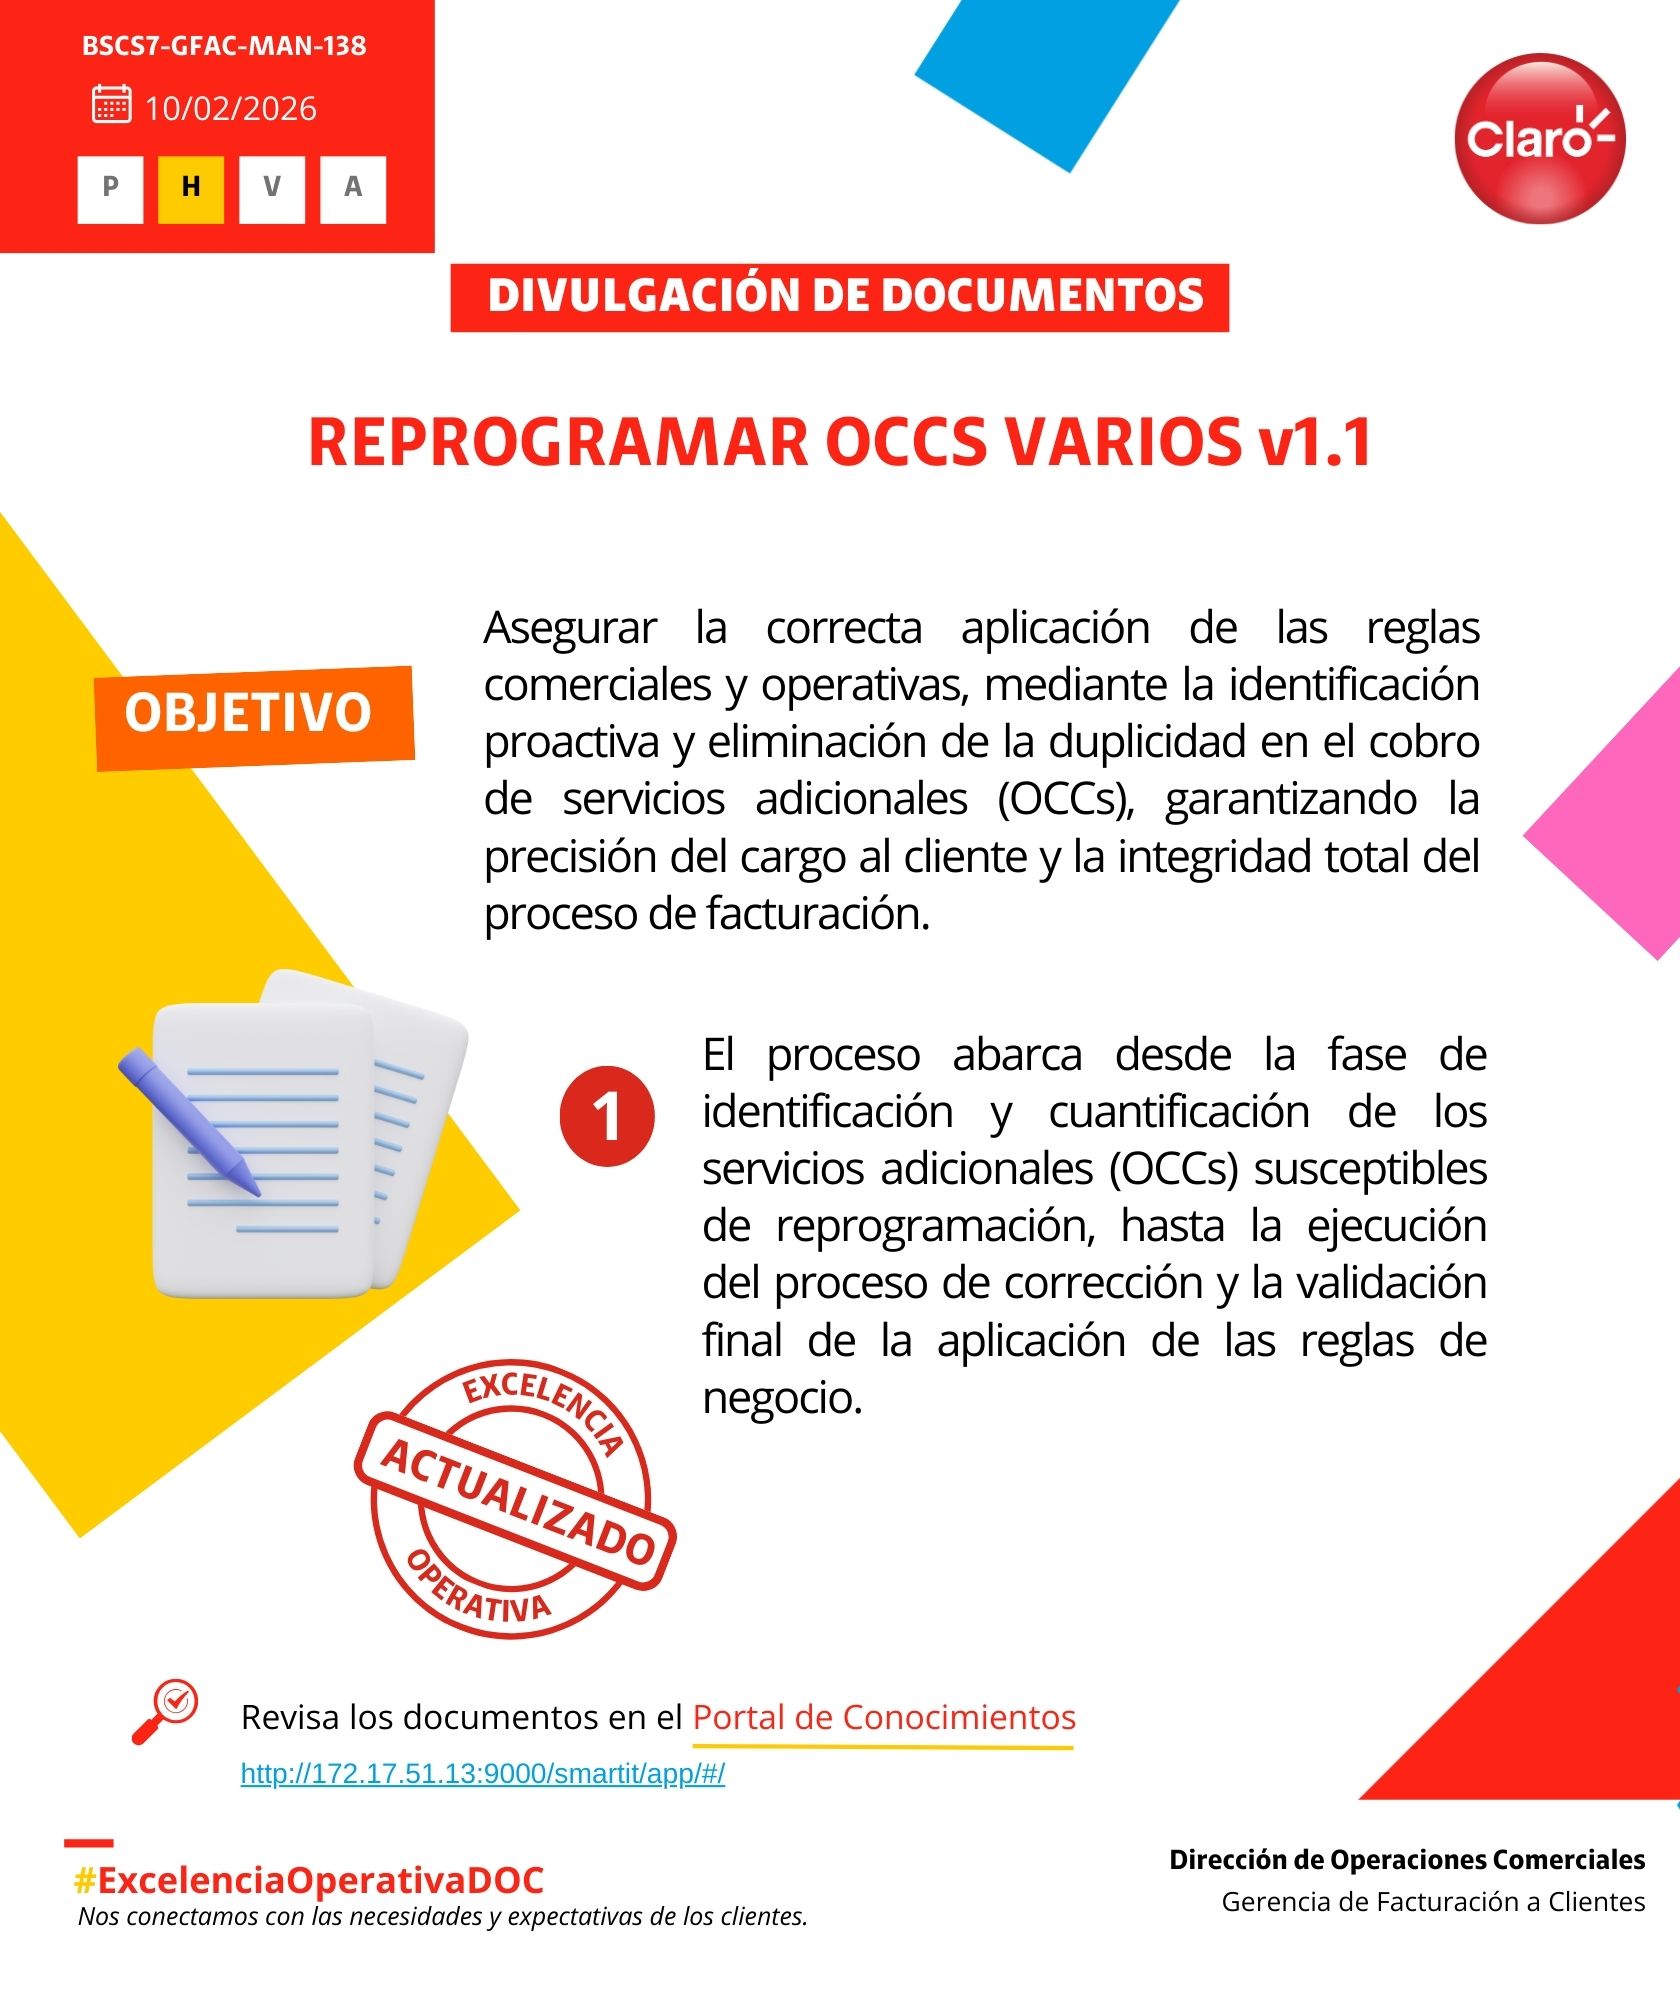 BSCS7-GFAC-MAN-138
10/02/2026
P H V A
Claro
DIVULGACIÓN DE DOCUMENTOS
REPROGRAMAR OCCS VARIOS v1.1
OBJETIVO
Asegurar la correcta aplicación de las reglas
comerciales y operativas, mediante la identificación
proactiva y eliminación de la duplicidad en el cobro
de servicios adicionales (OCCs), garantizando la
precisión del cargo al cliente y la integridad total del
proceso de facturación.
1
El proceso abarca desde la fase de
identificación y cuantificación de los
servicios adicionales (OCCs) susceptibles
de reprogramación, hasta la ejecución
del proceso de corrección y la validación
final de la aplicación de las reglas de
negocio.
EXCELENCIA
ACTUALIZADO
OPERATIVA
Revisa los documentos en el Portal de Conocimientos
http://172.17.51.13:9000/smartit/app/#/
#ExcelenciaOperativaDOC
Nos conectamos con las necesidades y expectativas de los clientes.
Dirección de Operaciones Comerciales
Gerencia de Facturación a Clientes